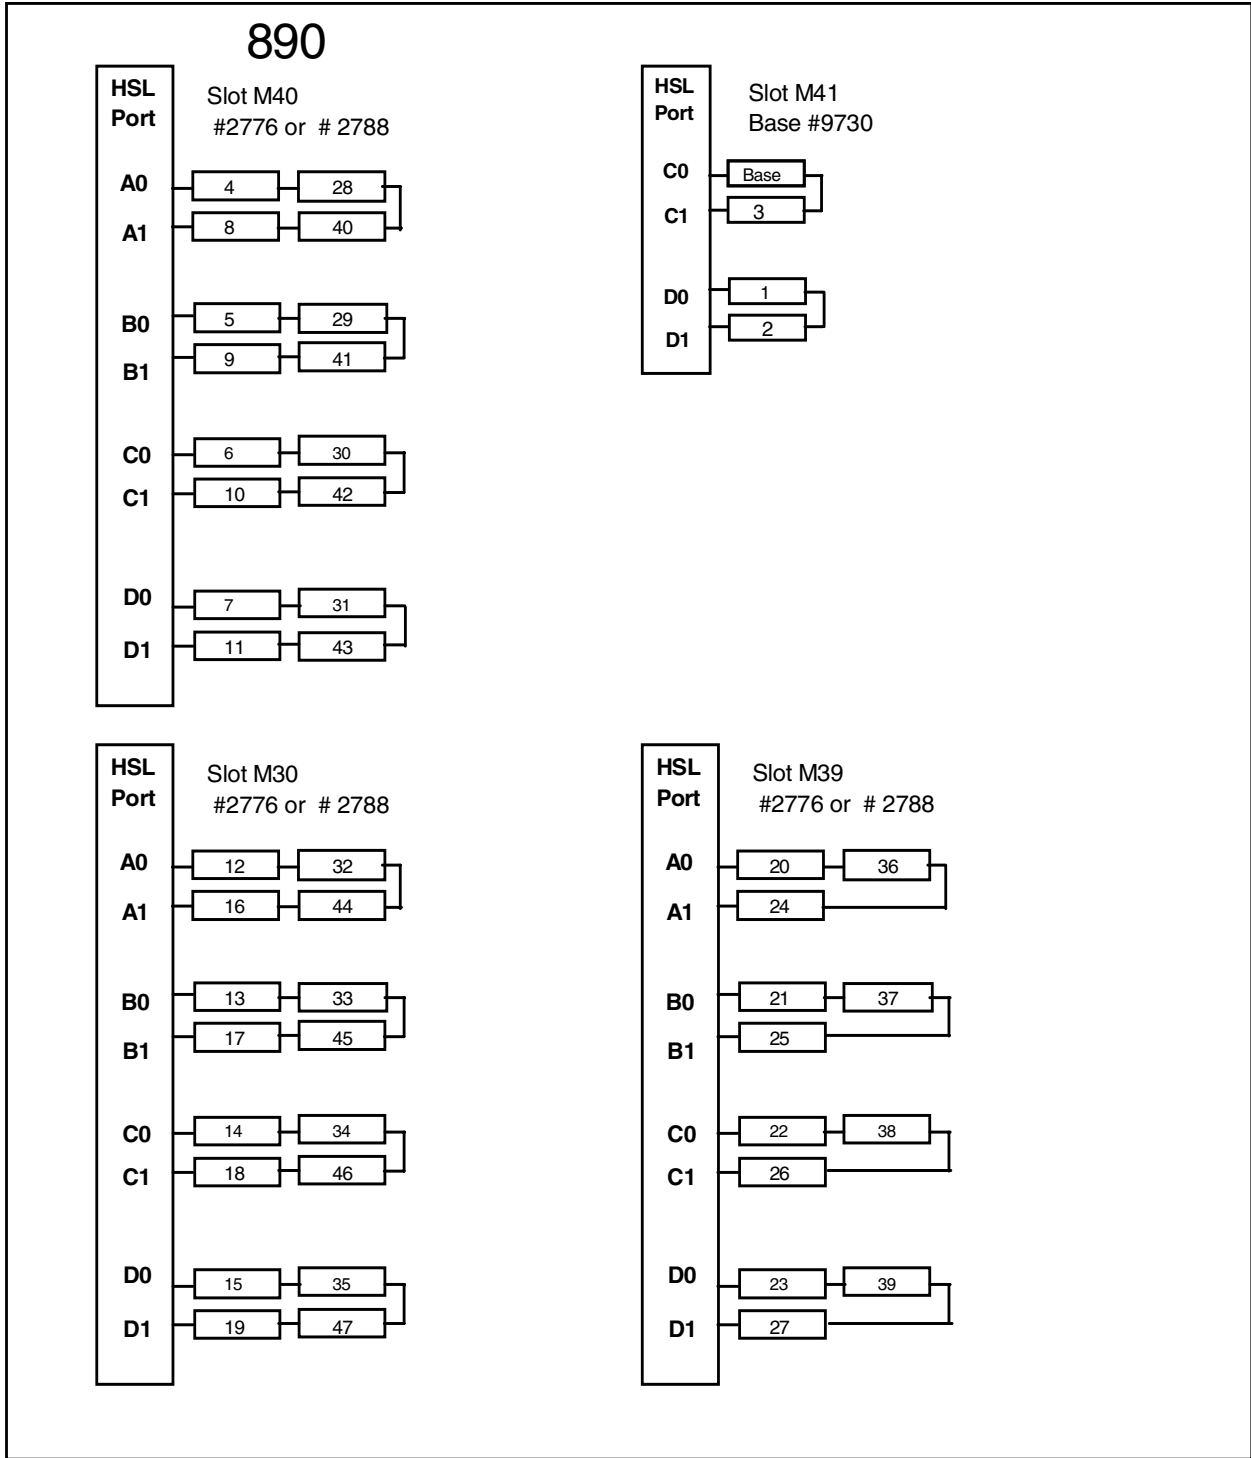 890
HSL
Port
Slot M40
#2776 or # 2788
A0 4 28
A1 8 40
B0 5 29
B1 9 41
C0 6 30
C1 10 42
D0 7 31
D1 11 43
HSL
Port
Slot M41
Base #9730
C0 Base
C1 3
D0 1
D1 2
HSL
Port
Slot M30
#2776 or # 2788
A0 12 32
A1 16 44
B0 13 33
B1 17 45
C0 14 34
C1 18 46
D0 15 35
D1 19 47
HSL
Port
Slot M39
#2776 or # 2788
A0 20 36
A1 24
B0 21 37
B1 25
C0 22 38
C1 26
D0 23 39
D1 27